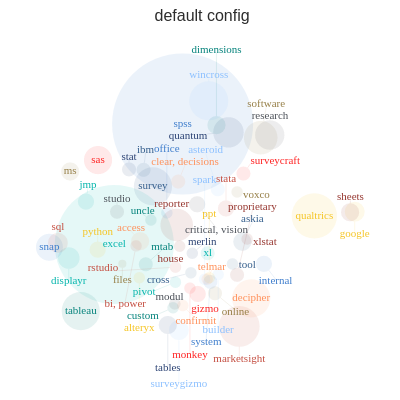 default config
dimensions
wincross
software
research
spss
quantum
ibm office asteroid
sas stat clear, decisions surveycraft
ms
jmp survey spark stata
studio voxco sheets
uncle reporter proprietary
sql access ppt askia qualtrics
python critical, vision google
snap excel mtab merlin xlstat
house xl
rstudio telmar tool
displayr files cross internal
pivot
bi, power modul decipher
tableau custom gizmo online
alteryx confirmit
builder
system
monkey marketsight
tables
surveygizmo